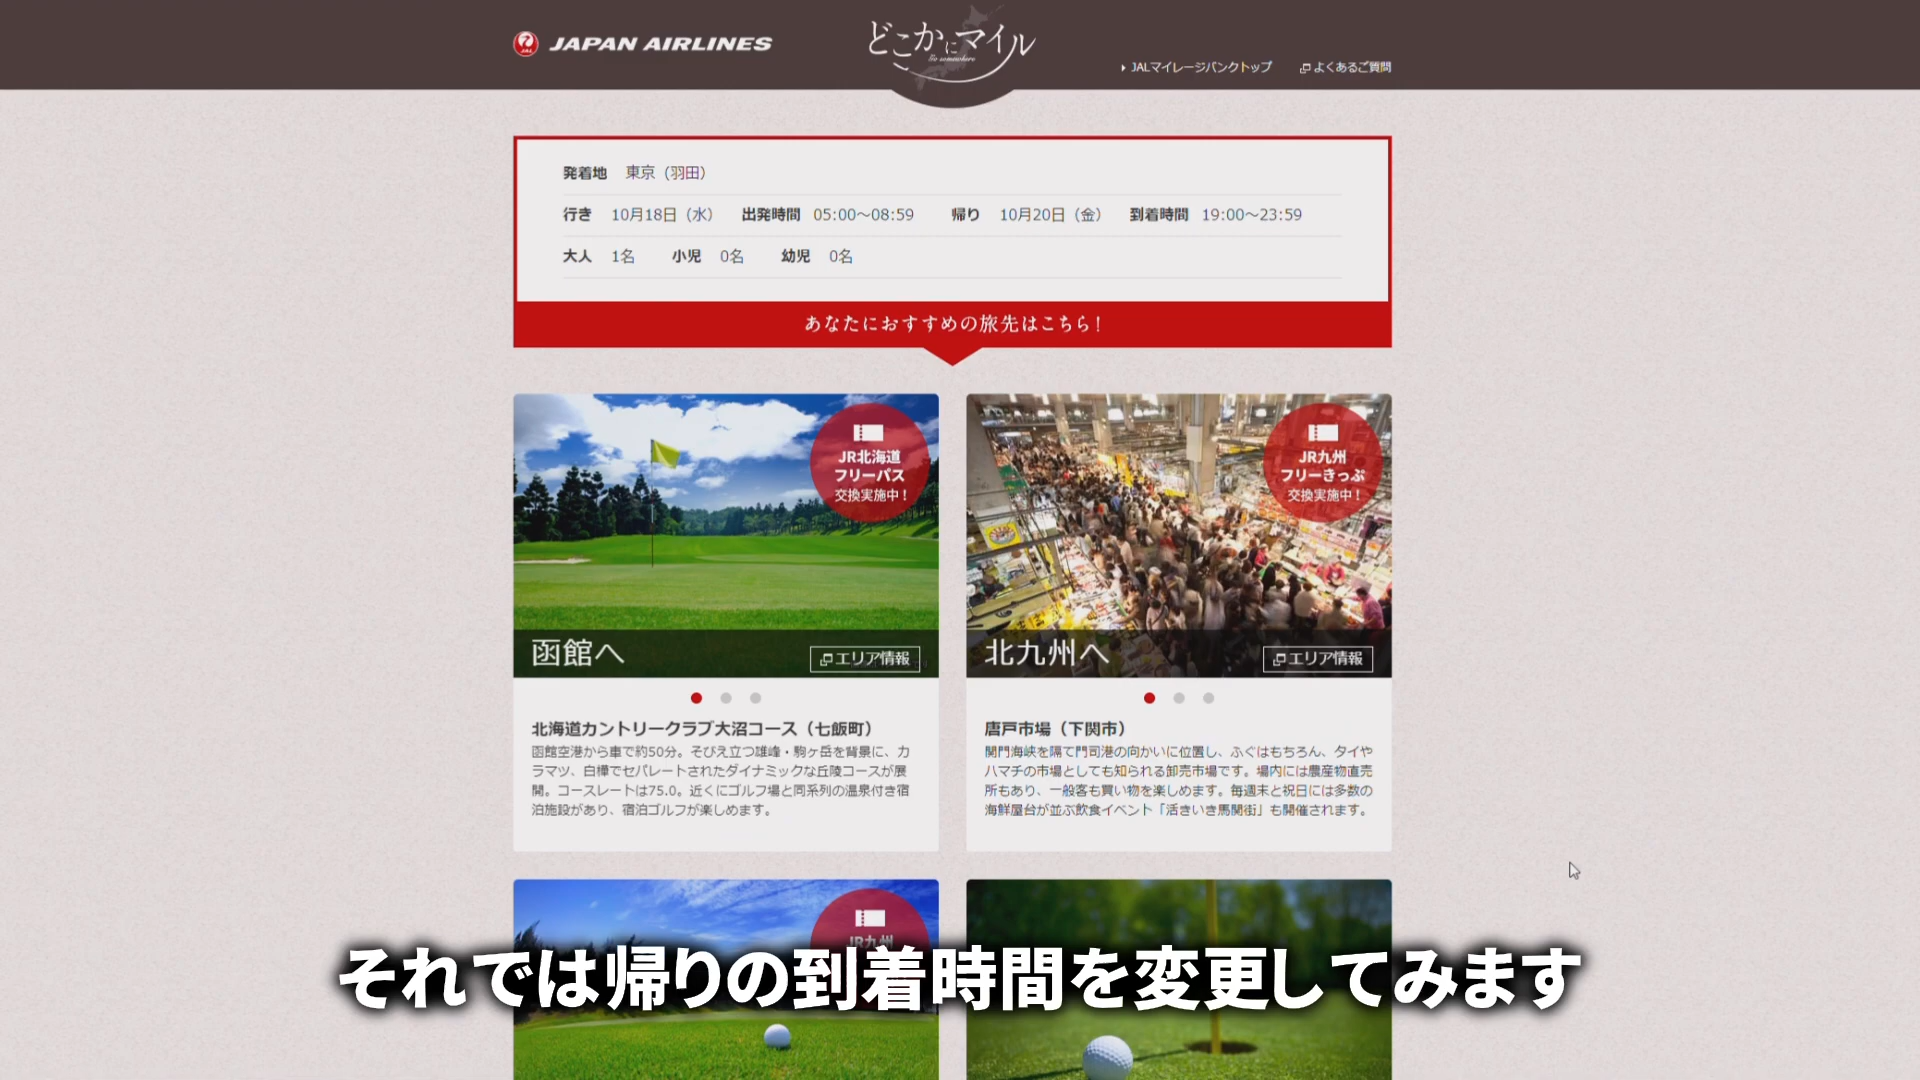 JAPAN AIRLINES
どこかにマイル
Go somewhere
JALマイレージバンクトップ
よくあるご質問
発着地 東京（羽田）
行き 10月18日（水） 出発時間 05:00～08:59 帰り 10月20日（金） 到着時間 19:00～23:59
大人 1名 小児 0名 幼児 0名
あなたにおすすめの旅先はこちら！
JR北海道
フリーパス
交換実施中！
函館へ
エリア情報
北海道カントリークラブ大沼コース（七飯町）
函館空港から車で約50分。そびえ立つ雄峰・駒ヶ岳を背景に、カ
ラマツ、白樺でセパレートされたダイナミックな丘陵コースが展
開。コースレートは75.0。近くにゴルフ場と同系列の温泉付き宿
泊施設があり、宿泊ゴルフが楽しめます。
JR九州
フリーきっぷ
交換実施中！
北九州へ
エリア情報
唐戸市場（下関市）
関門海峡を隔て門司港の向かいに位置し、ふぐはもちろん、タイや
ハマチの市場としても知られる卸売市場です。場内には農産物直売
所もあり、一般客も買い物を楽しめます。毎週末と祝日には多数の
海鮮屋台が並ぶ飲食イベント「活きいき馬関街」も開催されます。
JR九州
それでは帰りの到着時間を変更してみます